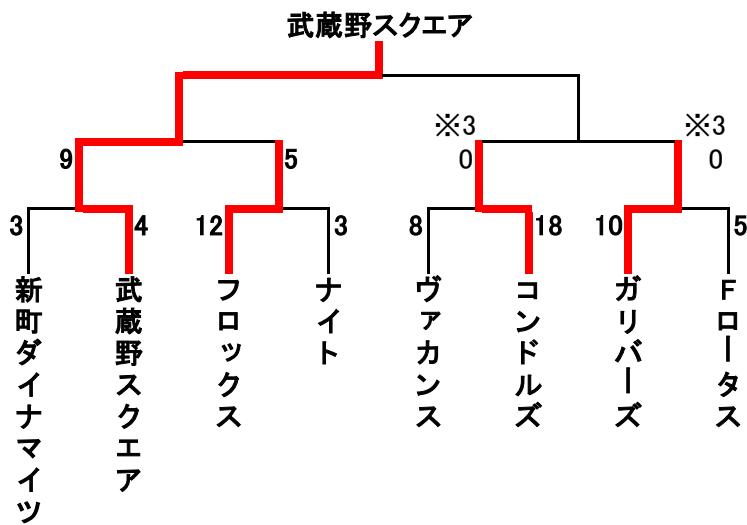 武蔵野スクエア
※3
※3
9
5
0
0
3
4
12
3
8
18
10
5
新町ダイナマイツ
武蔵野スクエア
フロックス
ナイト
ヴァカンス
コンドルズ
ガリバーズ
Fロータス